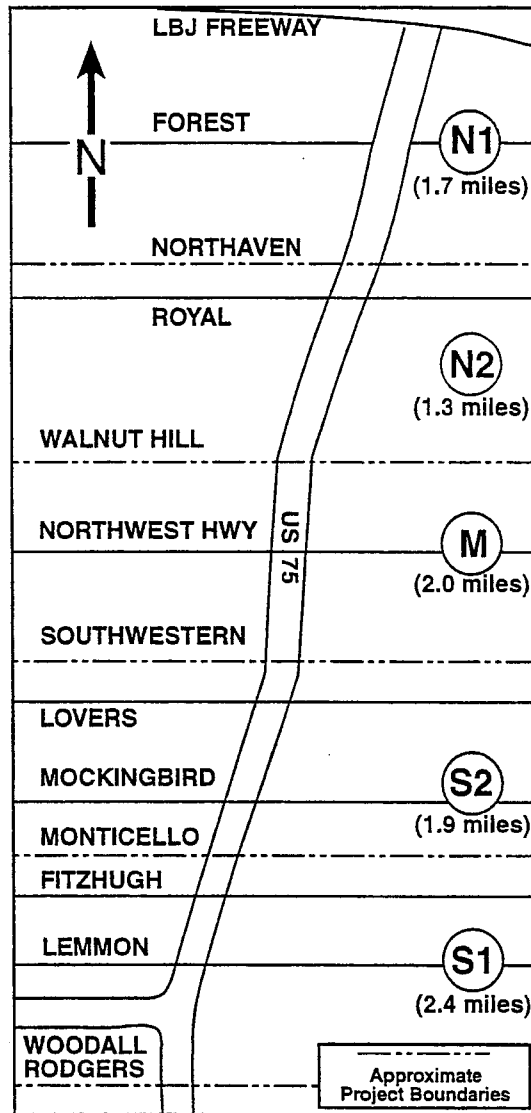 LBJ FREEWAY
N
FOREST
N1
(1.7 miles)
NORTHAVEN
ROYAL
N2
(1.3 miles)
WALNUT HILL
US 75
NORTHWEST HWY
M
(2.0 miles)
SOUTHWESTERN
LOVERS
MOCKINGBIRD
S2
(1.9 miles)
MONTICELLO
FITZHUGH
LEMMON
S1
(2.4 miles)
WOODALL
RODGERS
Approximate
Project Boundaries